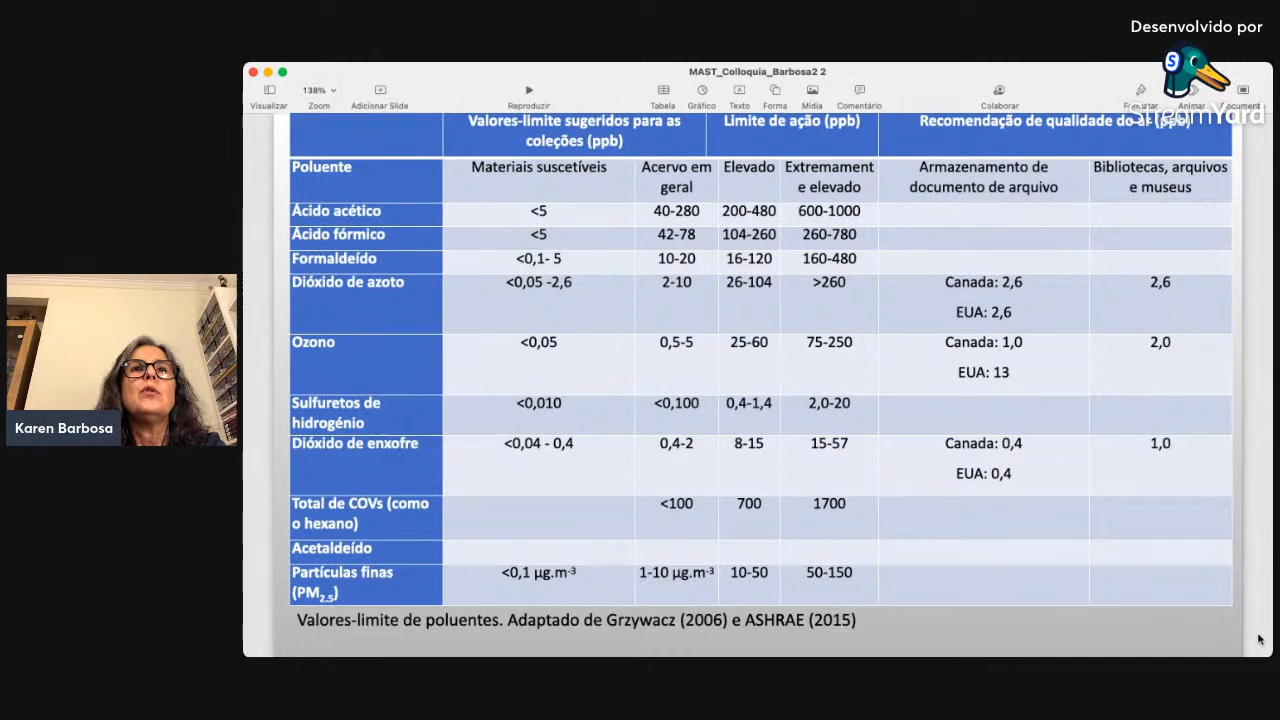 Desenvolvido por
StreamYard
MAST_Colloquia_Barbosa2 2
138%
Visualizar Zoom Adicionar Slide Reproduzir Tabela Gráfico Texto Forma Mídia Comentário Colaborar Formatar Animar Document
Valores-limite sugeridos para as coleções (ppb) Limite de ação (ppb) Recomendação de qualidade do ar (ppb)
Poluente Materiais suscetíveis Acervo em geral Elevado Extremament e elevado Armazenamento de documento de arquivo Bibliotecas, arquivos e museus
Ácido acético <5 40-280 200-480 600-1000
Ácido fórmico <5 42-78 104-260 260-780
Formaldeído <0,1- 5 10-20 16-120 160-480
Dióxido de azoto <0,05 -2,6 2-10 26-104 >260 Canada: 2,6 2,6
EUA: 2,6
Ozono <0,05 0,5-5 25-60 75-250 Canada: 1,0 2,0
EUA: 13
Sulfuretos de hidrogénio <0,010 <0,100 0,4-1,4 2,0-20
Dióxido de enxofre <0,04 - 0,4 0,4-2 8-15 15-57 Canada: 0,4 1,0
EUA: 0,4
Total de COVs (como o hexano) <100 700 1700
Acetaldeído
Partículas finas (PM2.5) <0,1 µg.m-³ 1-10 µg.m-³ 10-50 50-150
Valores-limite de poluentes. Adaptado de Grzywacz (2006) e ASHRAE (2015)
Karen Barbosa